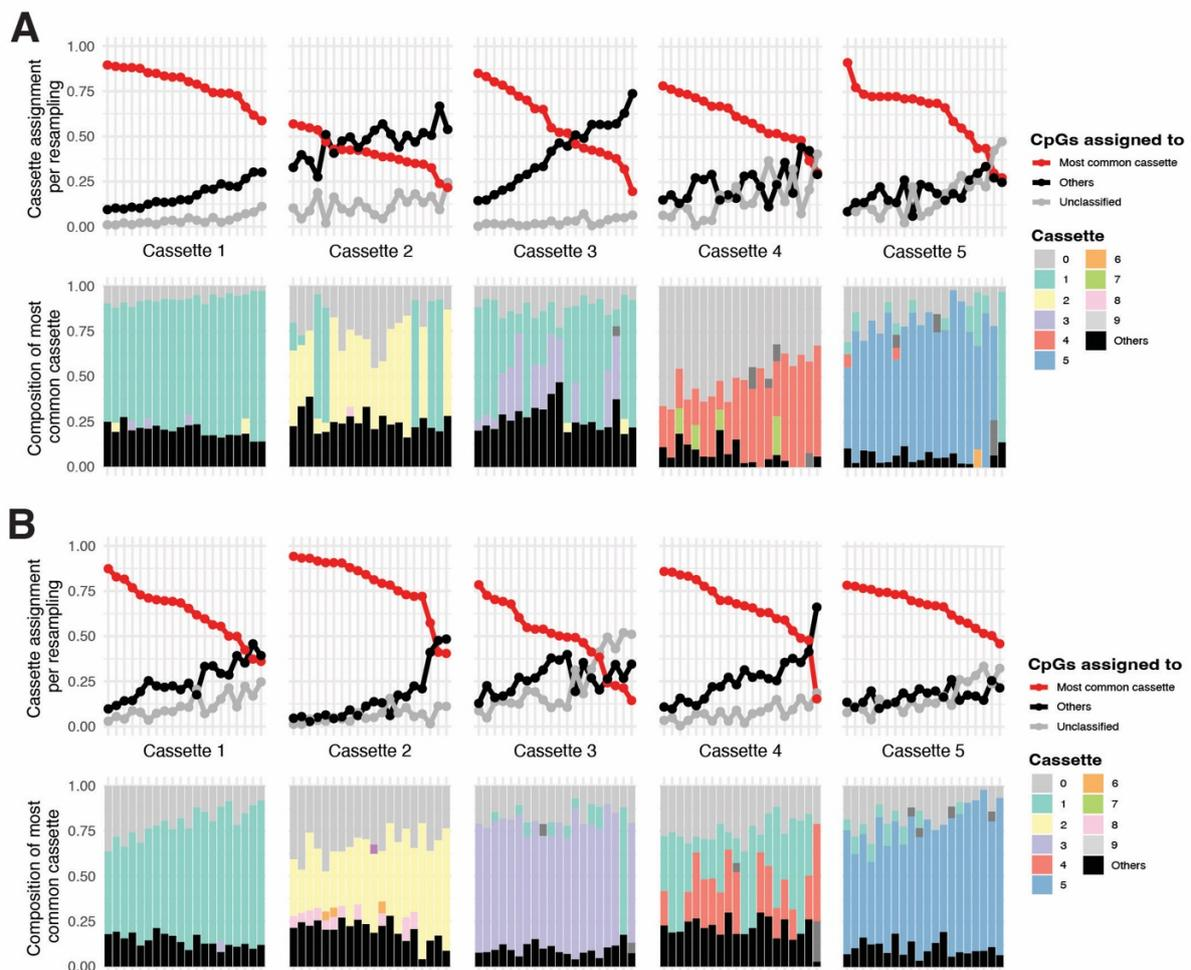 A
Cassette assignment
per resampling
1.00
0.75
0.50
0.25
0.00
Cassette 1
Cassette 2
Cassette 3
Cassette 4
Cassette 5
CpGs assigned to
Most common cassette
Others
Unclassified
Composition of most
common cassette
1.00
0.75
0.50
0.25
0.00
Cassette
0
1
2
3
4
5
6
7
8
9
Others
B
Cassette assignment
per resampling
1.00
0.75
0.50
0.25
0.00
Cassette 1
Cassette 2
Cassette 3
Cassette 4
Cassette 5
CpGs assigned to
Most common cassette
Others
Unclassified
Composition of most
common cassette
1.00
0.75
0.50
0.25
0.00
Cassette
0
1
2
3
4
5
6
7
8
9
Others